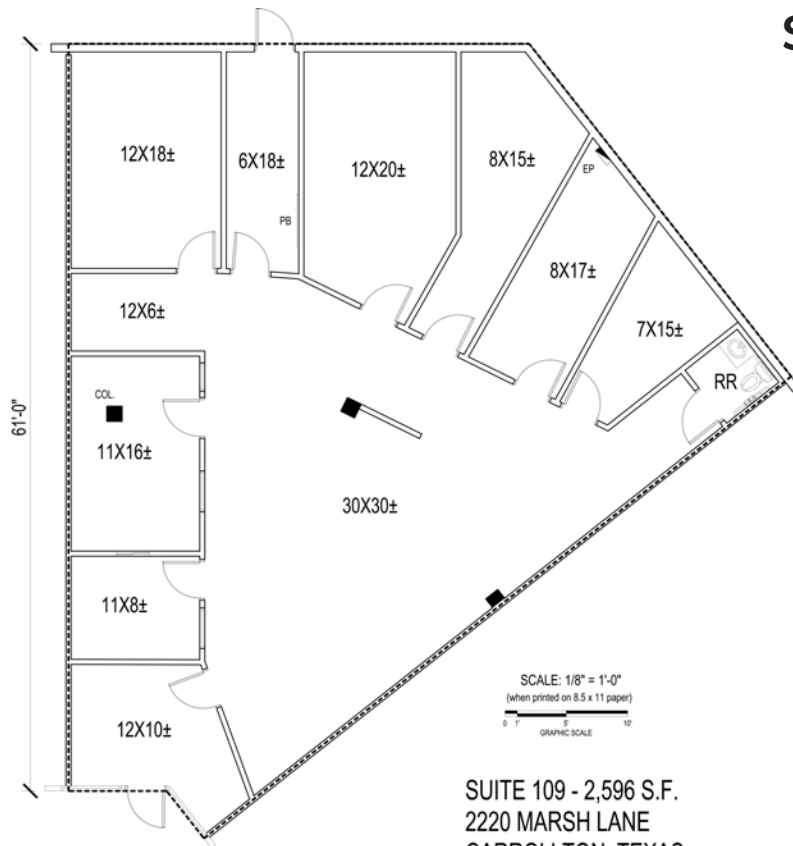 S
12X18±
6X18±
12X20±
8X15±
EP
PB
8X17±
12X6±
7X15±
RR
COL.
61'-0"
11X16±
30X30±
11X8±
12X10±
SCALE: 1/8" = 1'-0"
(when printed on 8.5 x 11 paper)
0 1' 5' 10'
GRAPHIC SCALE
SUITE 109 - 2,596 S.F.
2220 MARSH LANE
CARROLLTON, TEXAS